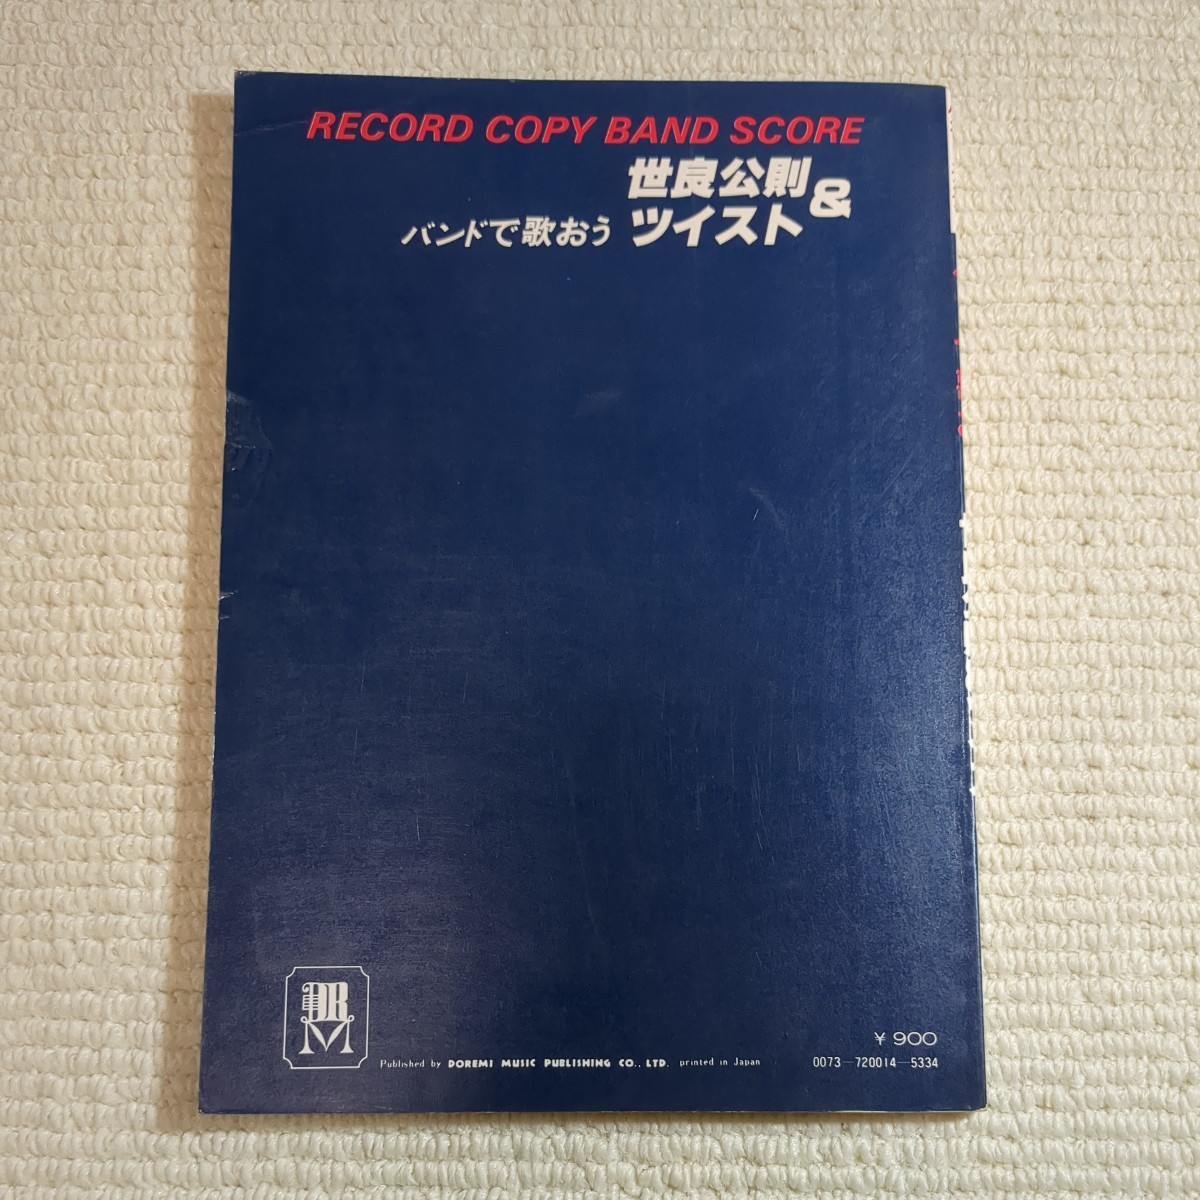 RECORD COPY BAND SCORE
バンドで歌おう 世良公則&
ツイスト
DR
M
Published by DOREMI MUSIC PUBLISHING CO., LTD. printed in Japan
¥ 900
0073-720014-5334